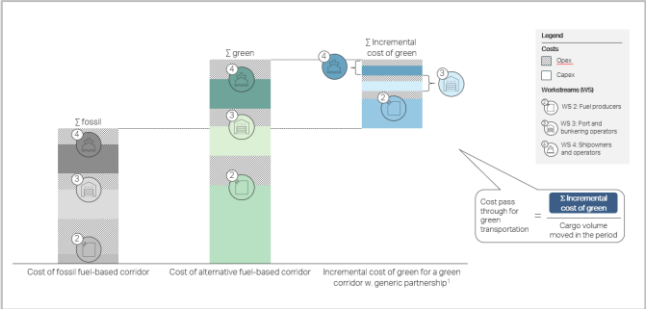 Σ Incremental
cost of green
Σ green
Σ fossil
4
3
2
4
3
2
4
3
2
Cost of fossil fuel-based corridor
Cost of alternative fuel-based corridor
Incremental cost of green for a green
corridor w. generic partnership¹
Legend
Costs
Opex
Capex
Workstreams (WS)
2
WS 2: Fuel producers
3
WS 3: Port and
bunkering operators
4
WS 4: Shipowners
and operators
Cost pass
through for
green
transportation
=
Σ Incremental
cost of green
Cargo volume
moved in the period